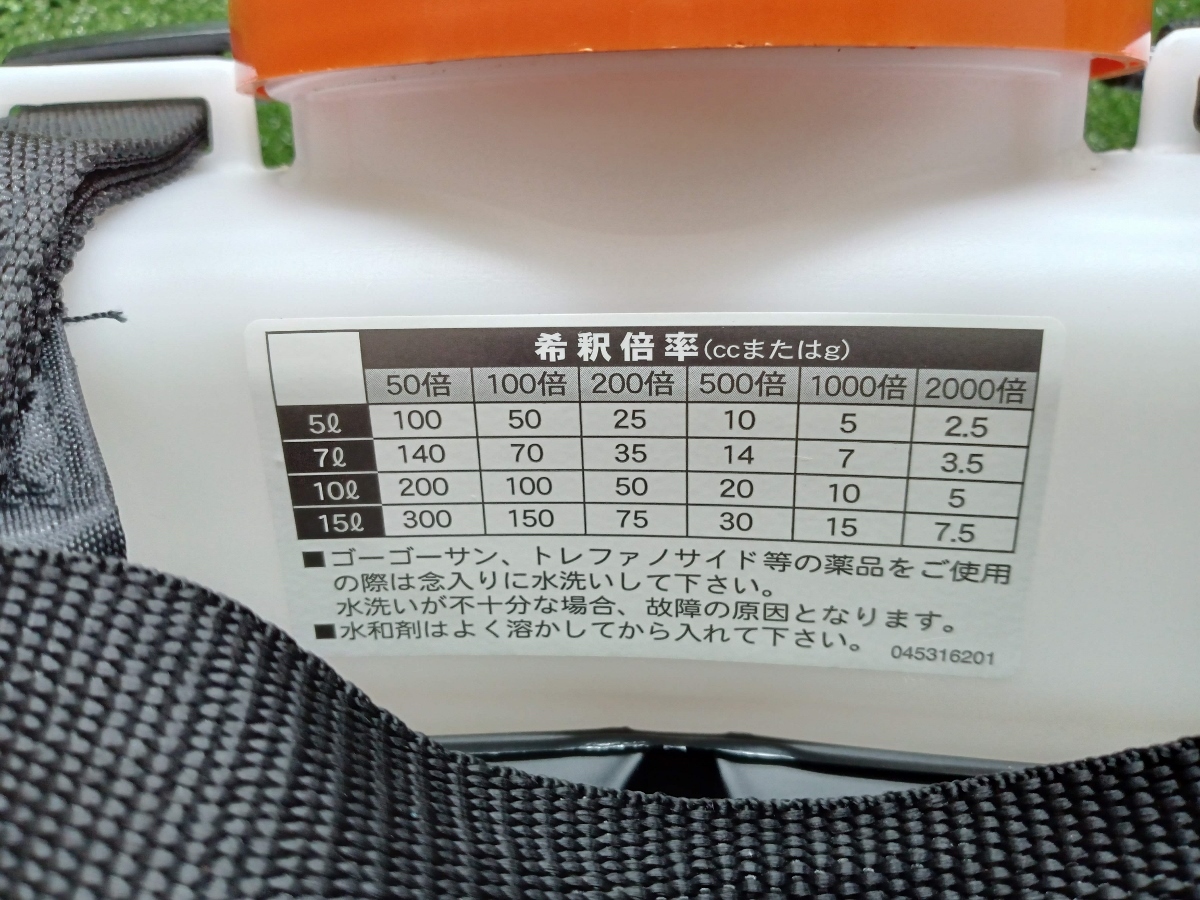 希釈倍率(ccまたはg)
50倍 100倍 200倍 500倍 1000倍 2000倍
5ℓ 100 50 25 10 5 2.5
7ℓ 140 70 35 14 7 3.5
10ℓ 200 100 50 20 10 5
15ℓ 300 150 75 30 15 7.5
■ゴーゴーサン、トレファノサイド等の薬品をご使用
の際は念入りに水洗いして下さい。
水洗いが不十分な場合、故障の原因となります。
■水和剤はよく溶かしてから入れて下さい。
045316201